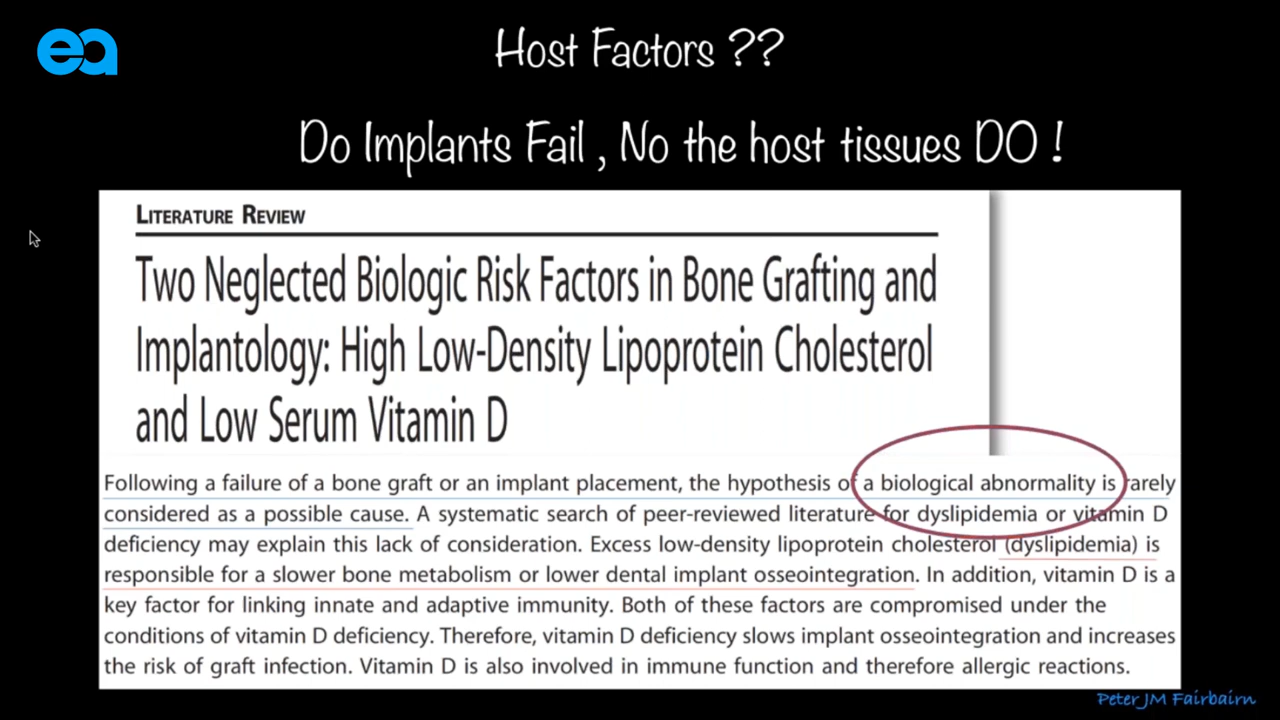 ea
Host Factors ??
Do Implants Fail , No the host tissues DO !
LITERATURE REVIEW
Two Neglected Biologic Risk Factors in Bone Grafting and
Implantology: High Low-Density Lipoprotein Cholesterol
and Low Serum Vitamin D
Following a failure of a bone graft or an implant placement, the hypothesis of a biological abnormality is rarely
considered as a possible cause. A systematic search of peer-reviewed literature for dyslipidemia or vitamin D
deficiency may explain this lack of consideration. Excess low-density lipoprotein cholesterol (dyslipidemia) is
responsible for a slower bone metabolism or lower dental implant osseointegration. In addition, vitamin D is a
key factor for linking innate and adaptive immunity. Both of these factors are compromised under the
conditions of vitamin D deficiency. Therefore, vitamin D deficiency slows implant osseointegration and increases
the risk of graft infection. Vitamin D is also involved in immune function and therefore allergic reactions.
Peter JM Fairbairn